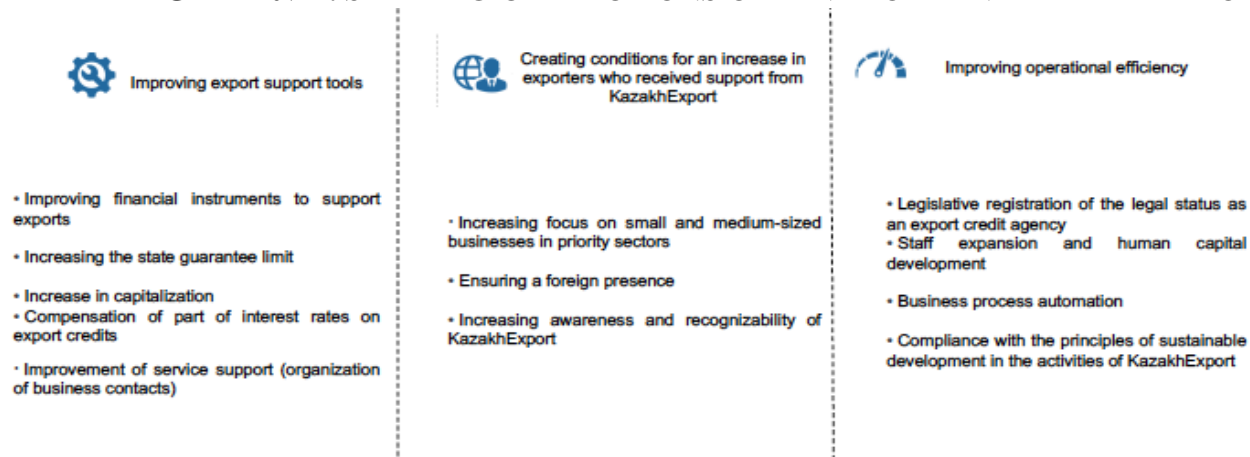 Improving export support tools
• Improving financial instruments to support
exports
• Increasing the state guarantee limit
• Increase in capitalization
• Compensation of part of interest rates on
export credits
• Improvement of service support (organization
of business contacts)
Creating conditions for an increase in
exporters who received support from
KazakhExport
• Increasing focus on small and medium-sized
businesses in priority sectors
• Ensuring a foreign presence
• Increasing awareness and recognizability of
KazakhExport
Improving operational efficiency
• Legislative registration of the legal status as
an export credit agency
• Staff expansion and human capital
development
• Business process automation
• Compliance with the principles of sustainable
development in the activities of KazakhExport